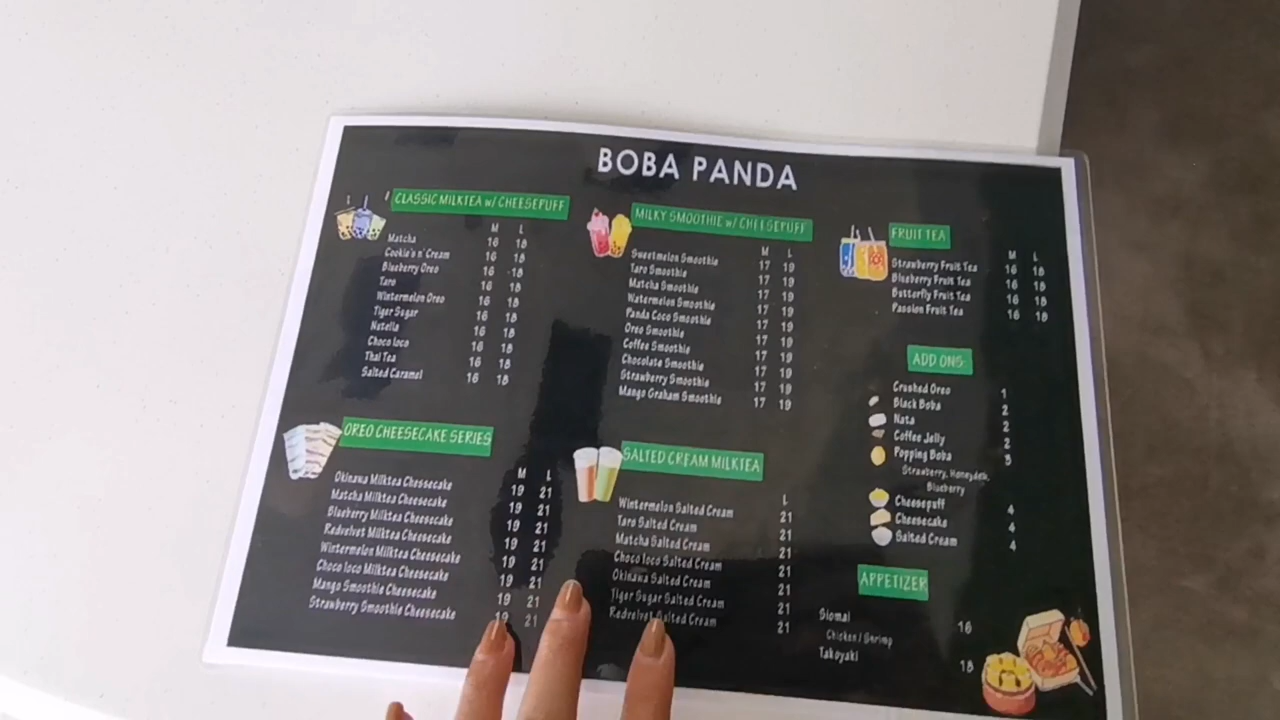 BOBA PANDA
CLASSIC MILKTEA w/ CHEESEPUFF
M L
Matcha 16 18
Cookie's n' Cream 16 18
Blueberry Oreo 16 18
Taro 16 18
Wintermelon Oreo 16 18
Tiger Sugar 16 18
Nutella 16 18
Choco loco 16 18
Thai Tea 16 18
Salted Caramel 16 18
OREO CHEESECAKE SERIES
M L
Okinawa Milktea Cheesecake 19 21
Matcha Milktea Cheesecake 19 21
Blueberry Milktea Cheesecake 19 21
Redvelvet Milktea Cheesecake 19 21
Wintermelon Milktea Cheesecake 19 21
Choco loco Milktea Cheesecake 19 21
Mango Smoothie Cheesecake 19 21
Strawberry Smoothie Cheesecake 19 21
MILKY SMOOTHIE w/ CHEESEPUFF
M L
Sweetmelon Smoothie 17 19
Taro Smoothie 17 19
Matcha Smoothie 17 19
Watermelon Smoothie 17 19
Panda Coco Smoothie 17 19
Oreo Smoothie 17 19
Coffee Smoothie 17 19
Chocolate Smoothie 17 19
Strawberry Smoothie 17 19
Mango Graham Smoothie 17 19
SALTED CREAM MILKTEA
L
Wintermelon Salted Cream 21
Taro Salted Cream 21
Matcha Salted Cream 21
Choco loco Salted Cream 21
Okinawa Salted Cream 21
Tiger Sugar Salted Cream 21
Redvelvet Salted Cream 21
FRUIT TEA
M L
Strawberry Fruit Tea 16 18
Blueberry Fruit Tea 16 18
Butterfly Fruit Tea 16 18
Passion Fruit Tea 16 18
ADD ONS:
Crushed Oreo 1
Black Boba 2
Nata 2
Coffee Jelly 2
Popping Boba 3
Strawberry, Honeydew,
Blueberry
Cheesepuff 4
Cheesecake 4
Salted Cream 4
APPETIZER
Siomai 16
Chicken / Shrimp
Takoyaki 18